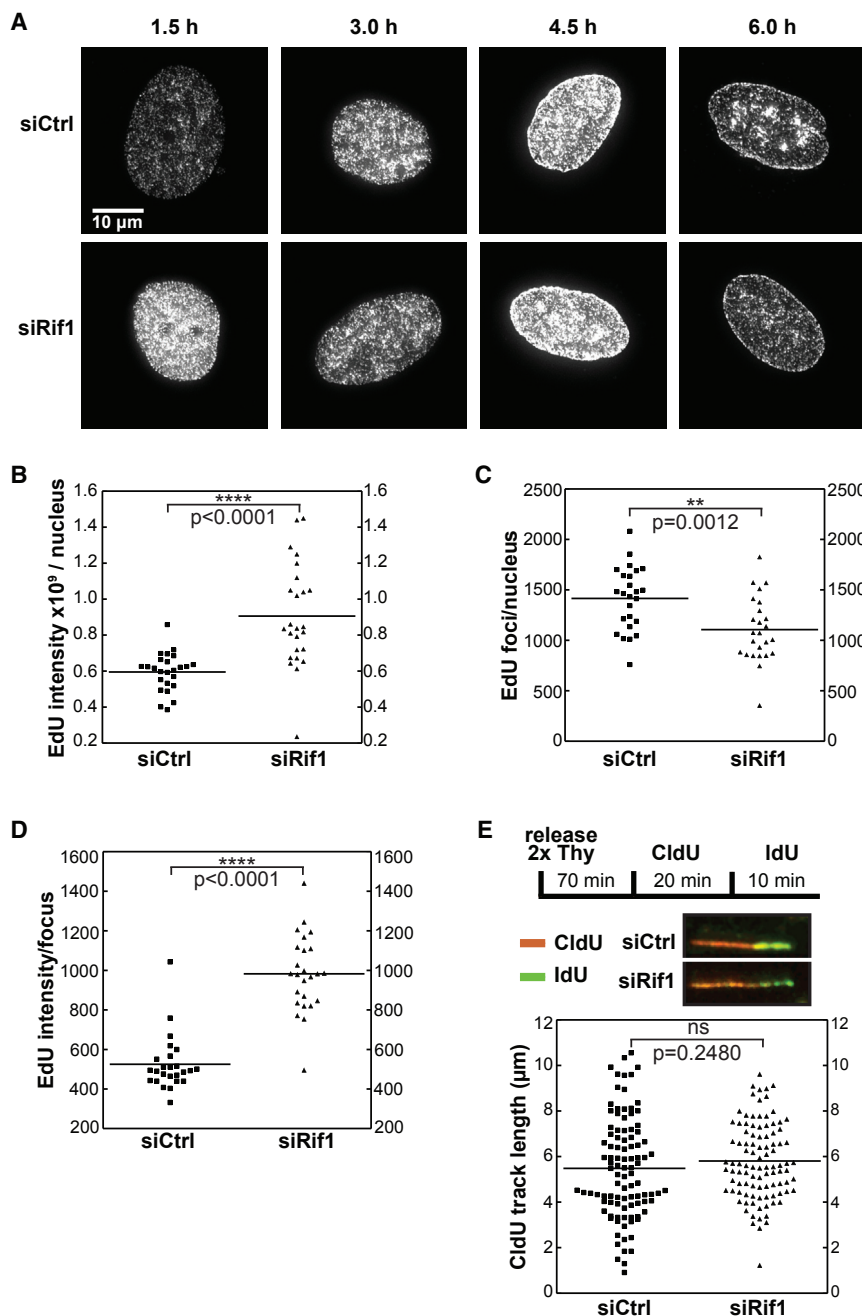 A
1.5 h 3.0 h 4.5 h 6.0 h
siCtrl
10 µm
siRif1
B
EdU intensity x10⁹ / nucleus
1.6 1.6
1.4 1.4
1.2 1.2
1.0 1.0
0.8 0.8
0.6 0.6
0.4 0.4
0.2 0.2
****
p<0.0001
siCtrl siRif1
C
EdU foci/nucleus
2500 2500
2000 2000
1500 1500
1000 1000
500 500
0 0
**
p=0.0012
siCtrl siRif1
D
EdU intensity/focus
1600 1600
1400 1400
1200 1200
1000 1000
800 800
600 600
400 400
200 200
****
p<0.0001
siCtrl siRif1
E
release
2x Thy CldU IdU
70 min 20 min 10 min
CldU siCtrl
IdU siRif1
CldU track length (µm)
12 12
10 10
8 8
6 6
4 4
2 2
0 0
ns
p=0.2480
siCtrl siRif1